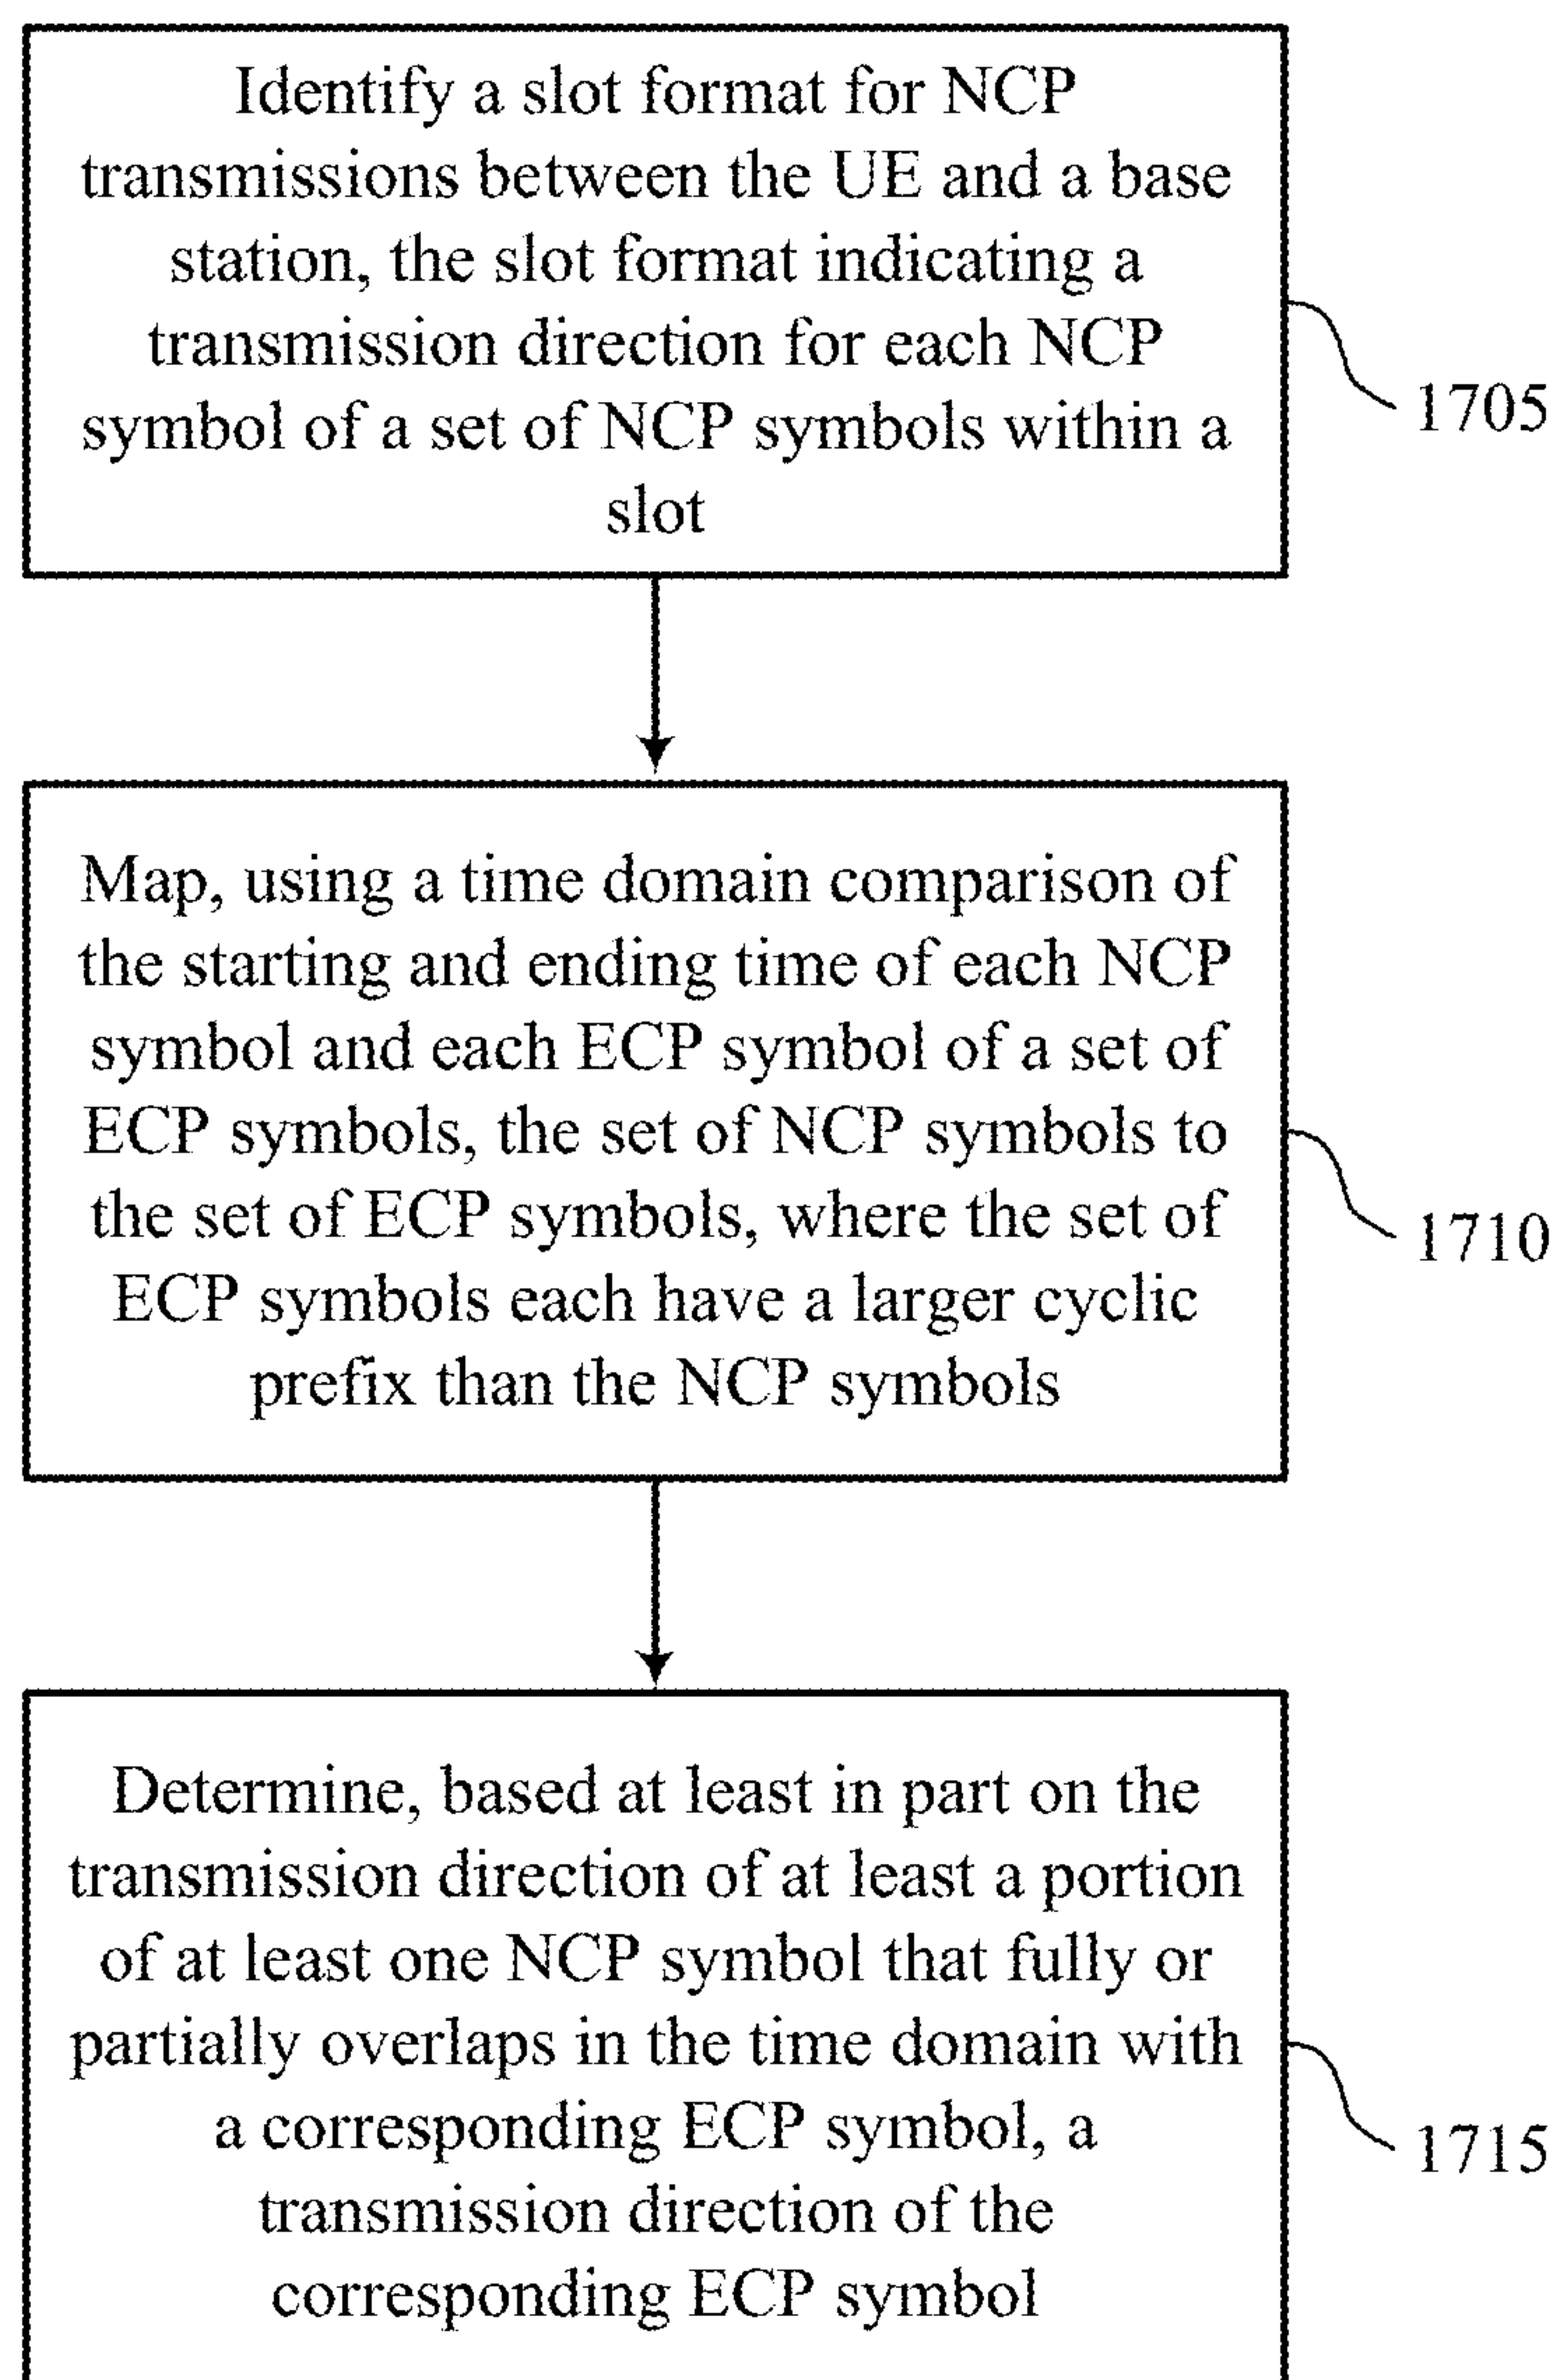 Identify a slot format for NCP
transmissions between the UE and a base
station, the slot format indicating a
transmission direction for each NCP
symbol of a set of NCP symbols within a
slot
1705
Map, using a time domain comparison of
the starting and ending time of each NCP
symbol and each ECP symbol of a set of
ECP symbols, the set of NCP symbols to
the set of ECP symbols, where the set of
ECP symbols each have a larger cyclic
prefix than the NCP symbols
1710
Determine, based at least in part on the
transmission direction of at least a portion
of at least one NCP symbol that fully or
partially overlaps in the time domain with
a corresponding ECP symbol, a
transmission direction of the
corresponding ECP symbol
1715